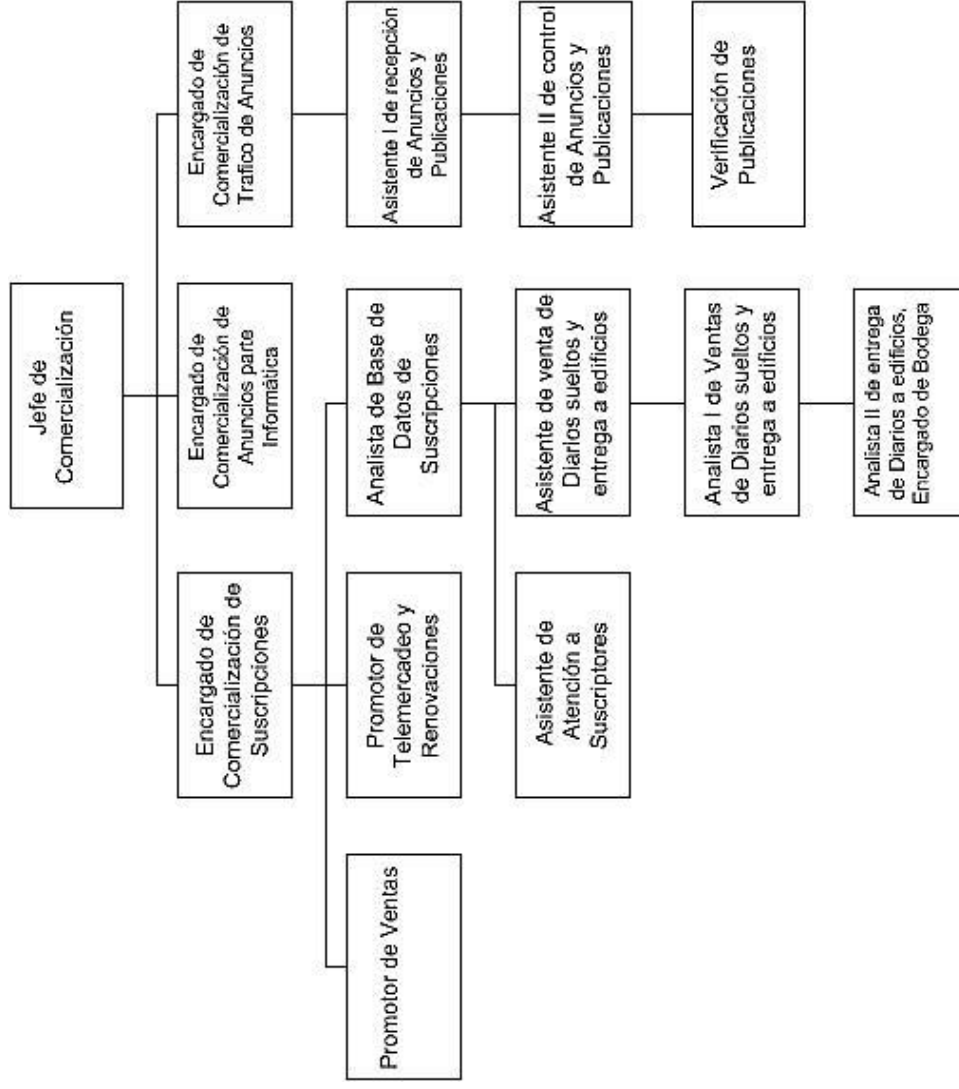 Jefe de
Comercialización
Encargado de
Comercialización de
Suscripciones
Encargado de
Comercialización de
Anuncios parte
Informática
Encargado de
Comercialización de
Trafico de Anuncios
Promotor de Ventas
Promotor de
Telemercadeo y
Renovaciones
Analista de Base de
Datos de
Suscripciones
Asistente I de recepción
de Anuncios y
Publicaciones
Asistente de
Atención a
Suscriptores
Asistente de venta de
Diarios sueltos y
entrega a edificios
Asistente II de control
de Anuncios y
Publicaciones
Analista I de Ventas
de Diarios sueltos y
entrega a edificios
Verificación de
Publicaciones
Analista II de entrega
de Diarios a edificios,
Encargado de Bodega